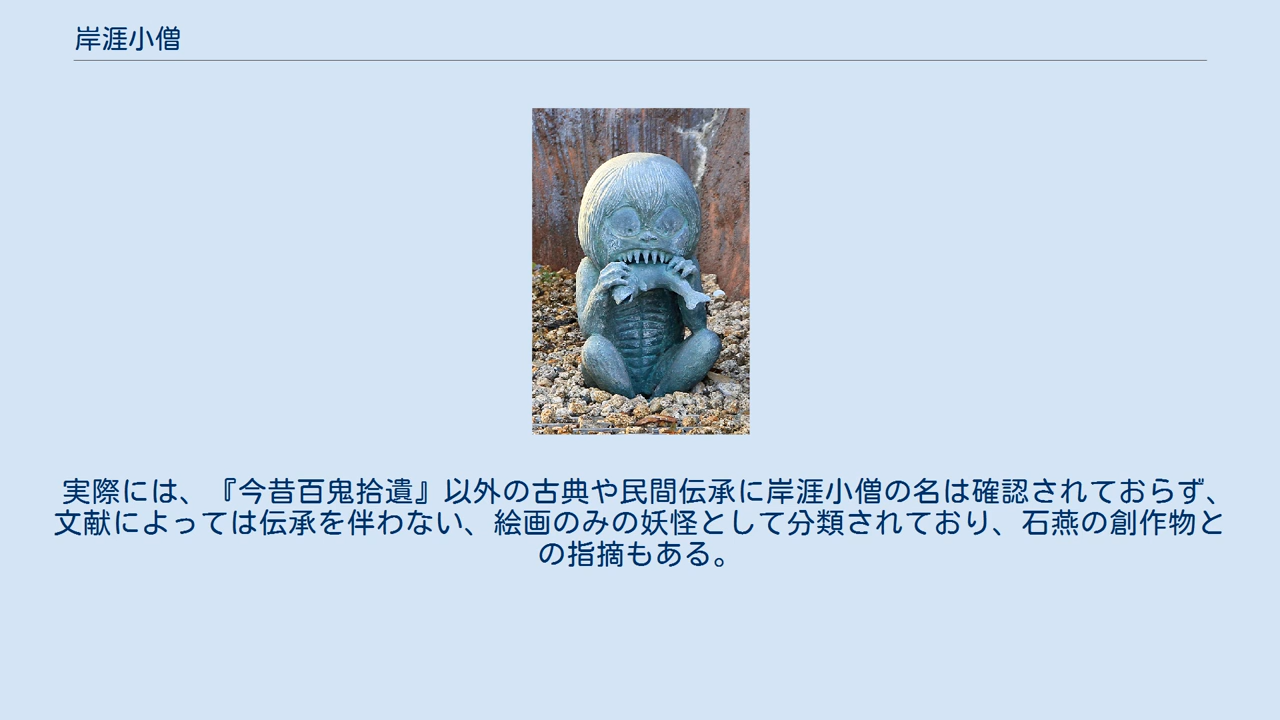 岸涯小僧
実際には、『今昔百鬼拾遺』以外の古典や民間伝承に岸涯小僧の名は確認されておらず、
文献によっては伝承を伴わない、絵画のみの妖怪として分類されており、石燕の創作物と
の指摘もある。